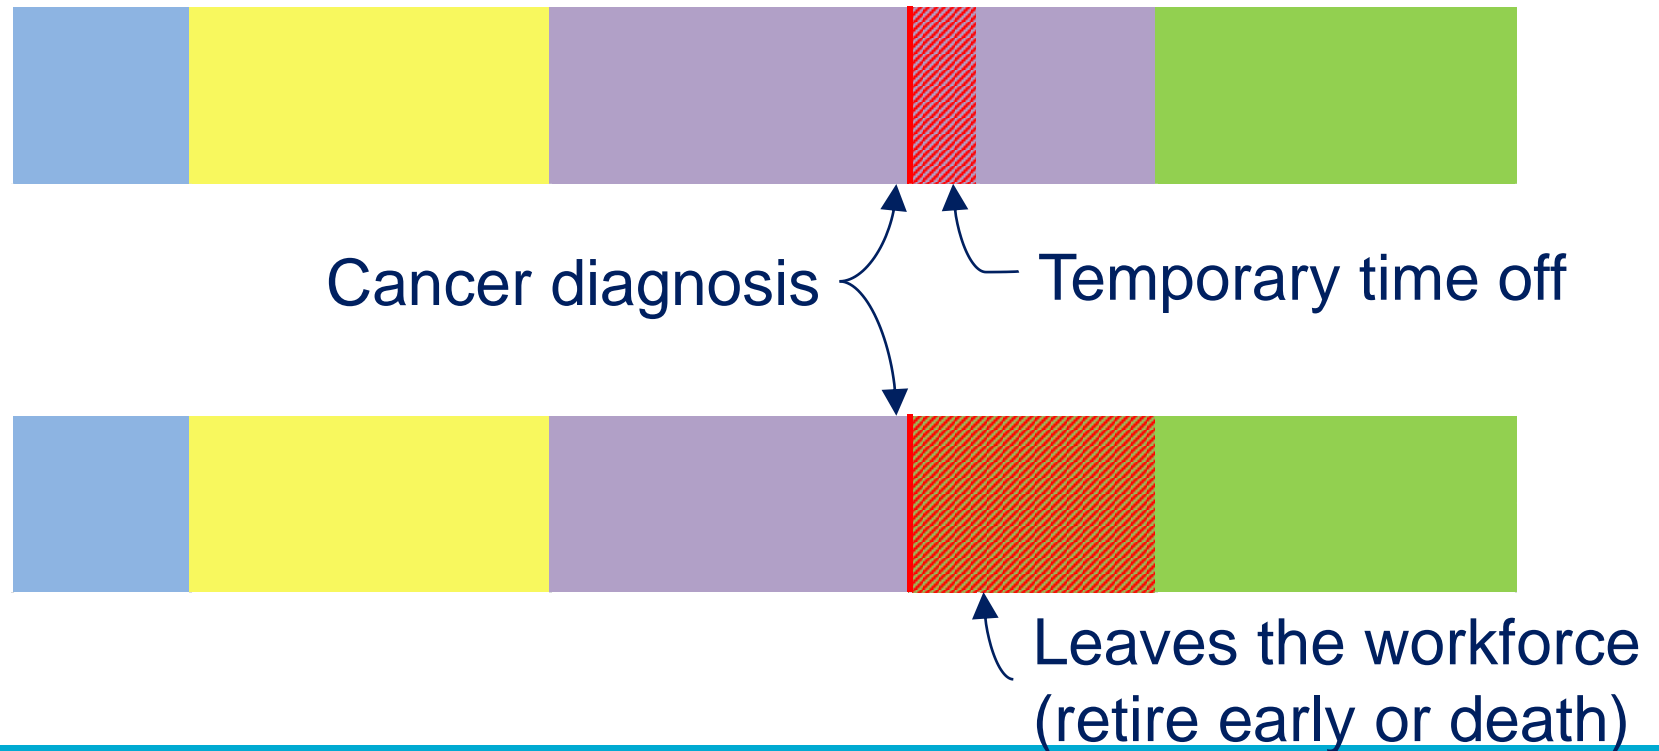 Cancer diagnosis
Temporary time off
Leaves the workforce
(retire early or death)